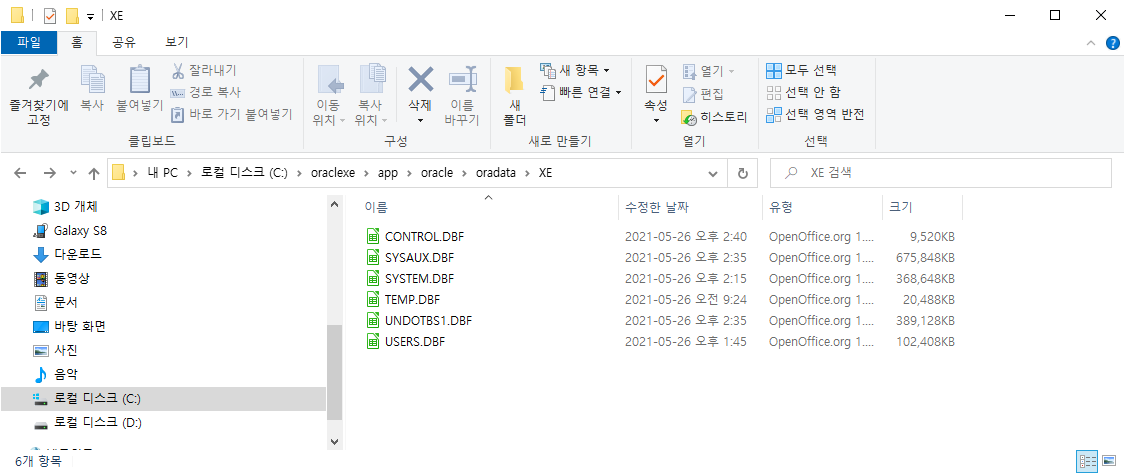 XE
파일 홈 공유 보기
즐겨찾기에 고정
복사
붙여넣기
잘라내기
경로 복사
바로 가기 붙여넣기
클립보드
이동 위치
복사 위치
삭제
이름 바꾸기
구성
새 폴더
새 항목
빠른 연결
새로 만들기
속성
열기
편집
히스토리
열기
모두 선택
선택 안 함
선택 영역 반전
선택
내 PC > 로컬 디스크 (C:) > oraclexe > app > oracle > oradata > XE
XE 검색
3D 개체
Galaxy S8
다운로드
동영상
문서
바탕 화면
사진
음악
로컬 디스크 (C:)
로컬 디스크 (D:)
이름 수정한 날짜 유형 크기
CONTROL.DBF 2021-05-26 오후 2:40 OpenOffice.org 1.... 9,520KB
SYSAUX.DBF 2021-05-26 오후 2:35 OpenOffice.org 1.... 675,848KB
SYSTEM.DBF 2021-05-26 오후 2:15 OpenOffice.org 1.... 368,648KB
TEMP.DBF 2021-05-26 오전 9:24 OpenOffice.org 1.... 20,488KB
UNDOTBS1.DBF 2021-05-26 오후 2:35 OpenOffice.org 1.... 389,128KB
USERS.DBF 2021-05-26 오후 1:45 OpenOffice.org 1.... 102,408KB
6개 항목